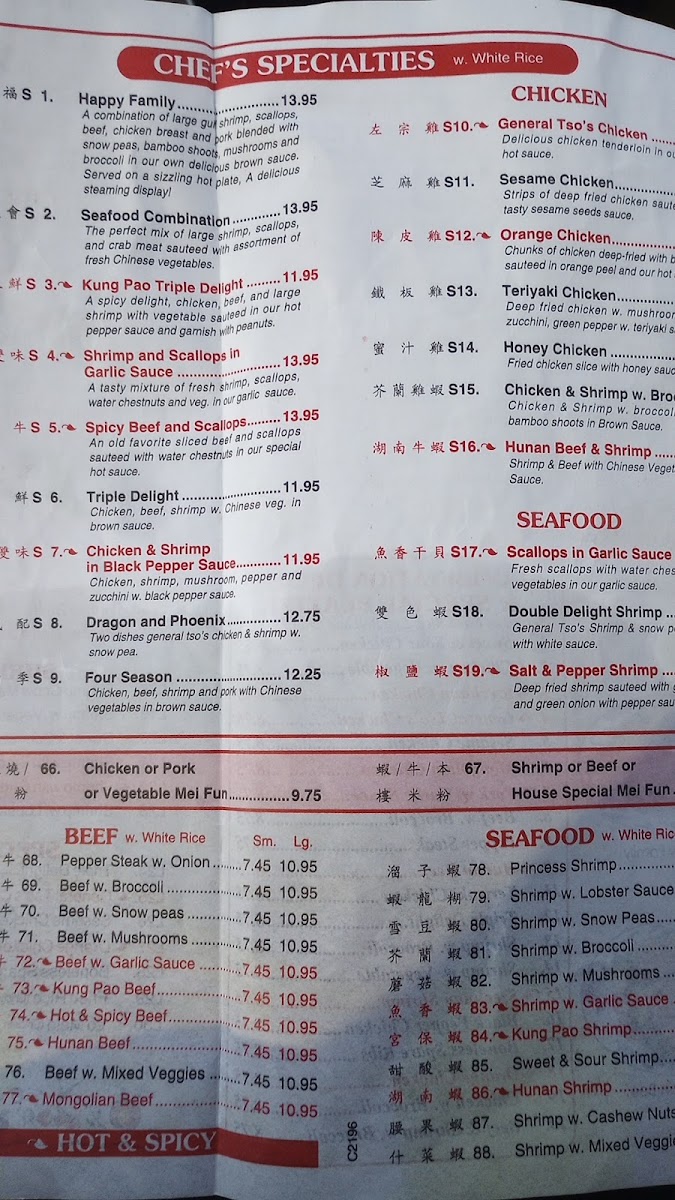 CHEF'S SPECIALTIES w. White Rice
福 S 1. Happy Family........................13.95
A combination of large gulf shrimp, scallops,
beef, chicken breast and pork blended with
snow peas, bamboo shoots, mushrooms and
broccoli in our own delicious brown sauce.
Served on a sizzling hot plate, A delicious
steaming display!
會 S 2. Seafood Combination............13.95
The perfect mix of large shrimp, scallops,
and crab meat sauteed with assortment of
fresh Chinese vegetables.
鮮 S 3. Kung Pao Triple Delight.........11.95
A spicy delight, chicken, beef, and large
shrimp with vegetable sauteed in our hot
pepper sauce and garnish with peanuts.
雙 味 S 4. Shrimp and Scallops in
Garlic Sauce........................13.95
A tasty mixture of fresh shrimp, scallops,
water chestnuts and veg. in our garlic sauce.
牛 S 5. Spicy Beef and Scallops........13.95
An old favorite sliced beef and scallops
sauteed with water chestnuts in our special
hot sauce.
鮮 S 6. Triple Delight........................11.95
Chicken, beef, shrimp w. Chinese veg. In
brown sauce.
雙 味 S 7. Chicken & Shrimp
in Black Pepper Sauce...........11.95
Chicken, shrimp, mushroom, pepper and
zucchini w. black pepper sauce.
配 S 8. Dragon and Phoenix.............12.75
Two dishes general tso's chicken & shrimp w.
snow pea.
季 S 9. Four Season........................12.25
Chicken, beef, shrimp and pork with Chinese
vegetables in brown sauce.
CHICKEN
左 宗 雞 S10. General Tso's Chicken......
Delicious chicken tenderloin in
hot sauce.
芝 麻 雞 S11. Sesame Chicken..............
Strips of deep fried chicken
tasty sesame seeds sauce.
陳 皮 雞 S12. Orange Chicken..............
Chunks of chicken deep-fried with
sauteed in orange peel and our hot
鐵 板 雞 S13. Teriyaki Chicken..............
Deep fried chicken w.
zucchini, green pepper w. teriyaki
蜜 汁 雞 S14. Honey Chicken..............
Fried chicken slice with honey
芥 蘭 雞 蝦 S15. Chicken & Shrimp w.
Chicken & Shrimp w.
bamboo shoots in Brown Sauce.
湖 南 牛 蝦 S16. Hunan Beef & Shrimp.....
Shrimp & Beef with Chinese
Sauce.
SEAFOOD
魚 香 干 貝 S17. Scallops in Garlic Sauce
Fresh scallops with water
vegetables in our garlic sauce.
雙 色 蝦 S18. Double Delight Shrimp...
General Tso's Shrimp & snow
with white sauce.
椒 鹽 蝦 S19. Salt & Pepper Shrimp....
Deep fried shrimp sauteed with
and green onion with pepper
燒 / 66. Chicken or Pork
粉 or Vegetable Mei Fun...............9.75
蝦 / 牛 / 本 67. Shrimp or Beef or
樓 米 粉 House Special Mei Fun..
BEEF w. White Rice Sm. Lg.
牛 68. Pepper Steak w. Onion........7.45 10.95
牛 69. Beef w. Broccoli..................7.45 10.95
牛 70. Beef w. Snow peas.............7.45 10.95
牛 71. Beef w. Mushrooms............7.45 10.95
牛 72. Beef w. Garlic Sauce..........7.45 10.95
牛 73. Kung Pao Beef...................7.45 10.95
74. Hot & Spicy Beef.................7.45 10.95
75. Hunan Beef.......................7.45 10.95
76. Beef w. Mixed Veggies........7.45 10.95
77. Mongolian Beef..................7.45 10.95
HOT & SPICY
C2196
SEAFOOD w. White
溜 子 蝦 78. Princess Shrimp..............
蝦 龍 糊 79. Shrimp w. Lobster Sauce
雪 豆 蝦 80. Shrimp w. Snow Peas.....
芥 蘭 蝦 81. Shrimp w. Broccoli.........
蘑 菇 蝦 82. Shrimp w. Mushrooms...
魚 香 蝦 83. Shrimp w. Garlic Sauce.
宮 保 蝦 84. Kung Pao Shrimp.........
甜 酸 蝦 85. Sweet & Sour Shrimp....
湖 南 蝦 86. Hunan Shrimp..............
腰 果 蝦 87. Shrimp w. Cashew Nuts
什 菜 蝦 88. Shrimp w. Mixed